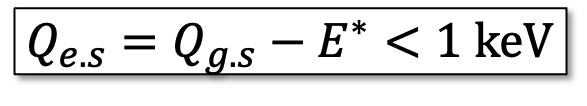 Q_{e.s} = Q_{g.s} − E^* < 1 keV